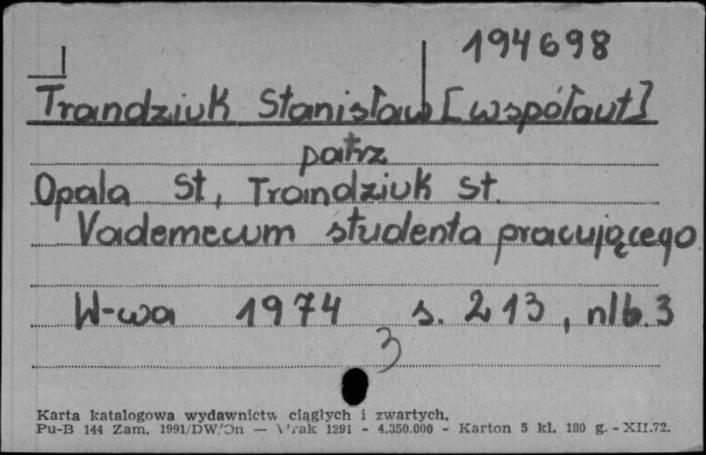 194698
Trandziuk Stanisław [współaut]
patrz
Opala St, Trandziuk St.
Vademecum studenta pracującego
W-wa 1974 s. 213, nlb. 3
3
Karta katalogowa wydawnictw ciągłych i zwartych.
Pu-B 144 Zam. 1991/DW. — 1291 - 4.350.000 - Karton 5 kl. 180 g. - XII.72.